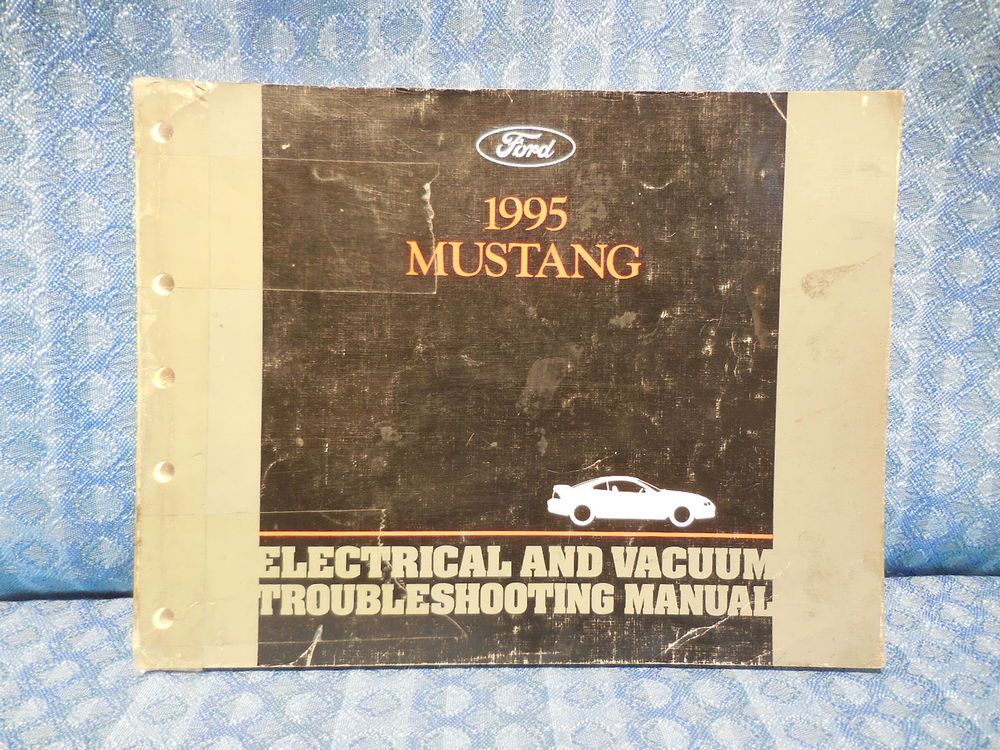 Ford
1995
MUSTANG
ELECTRICAL AND VACUUM
TROUBLESHOOTING MANUAL